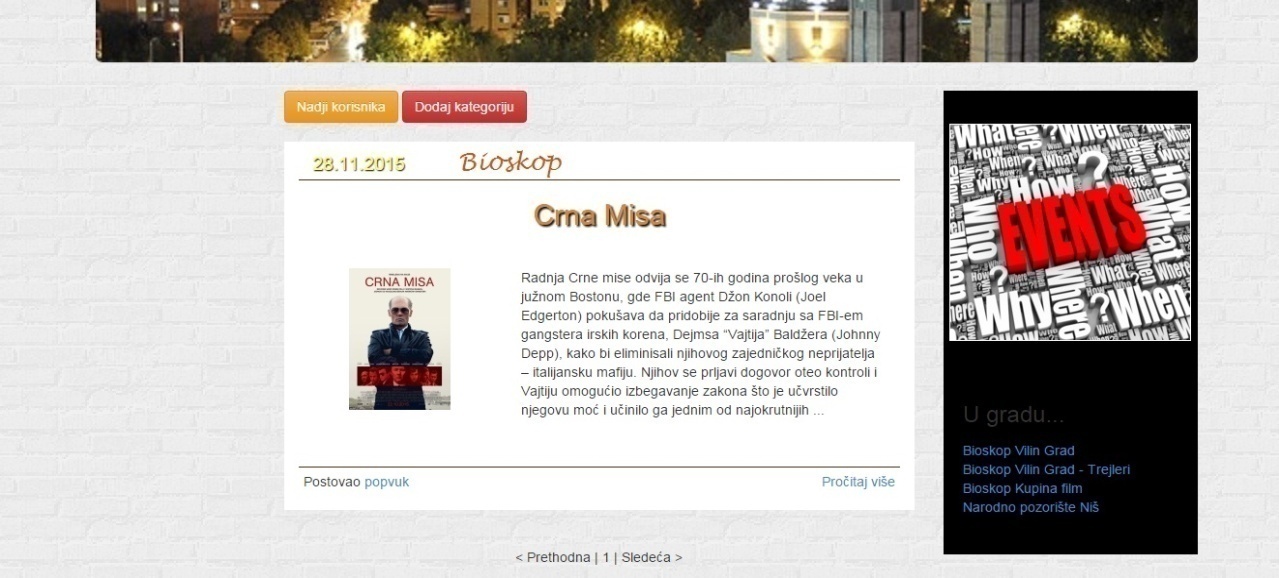 Nadji korisnika Dodaj kategoriju
28.11.2015 Bioskop
Crna Misa
CRNA MISA
Radnja Crne mise odvija se 70-ih godina prošlog veka u
južnom Bostonu, gde FBI agent Džon Konoli (Joel
Edgerton) pokušava da pridobije za saradnju sa FBI-em
gangstera irskih korena, Dejmsa “Vajtija” Baldžera (Johnny
Depp), kako bi eliminisali njihovog zajedničkog neprijatelja
– italijansku mafiju. Njihov se prljavi dogovor oteo kontroli i
Vajtiju omogućio izbegavanje zakona što je učvrstilo
njegovu moć i učinilo ga jednim od najokrutnijih ...
Postovao popvuk Pročitaj više
< Prethodna | 1 | Sledeća >
How
EVENTS
Why
When
Where
What
Who
U gradu...
Bioskop Vilin Grad
Bioskop Vilin Grad - Trejleri
Bioskop Kupina film
Narodno pozorište Niš